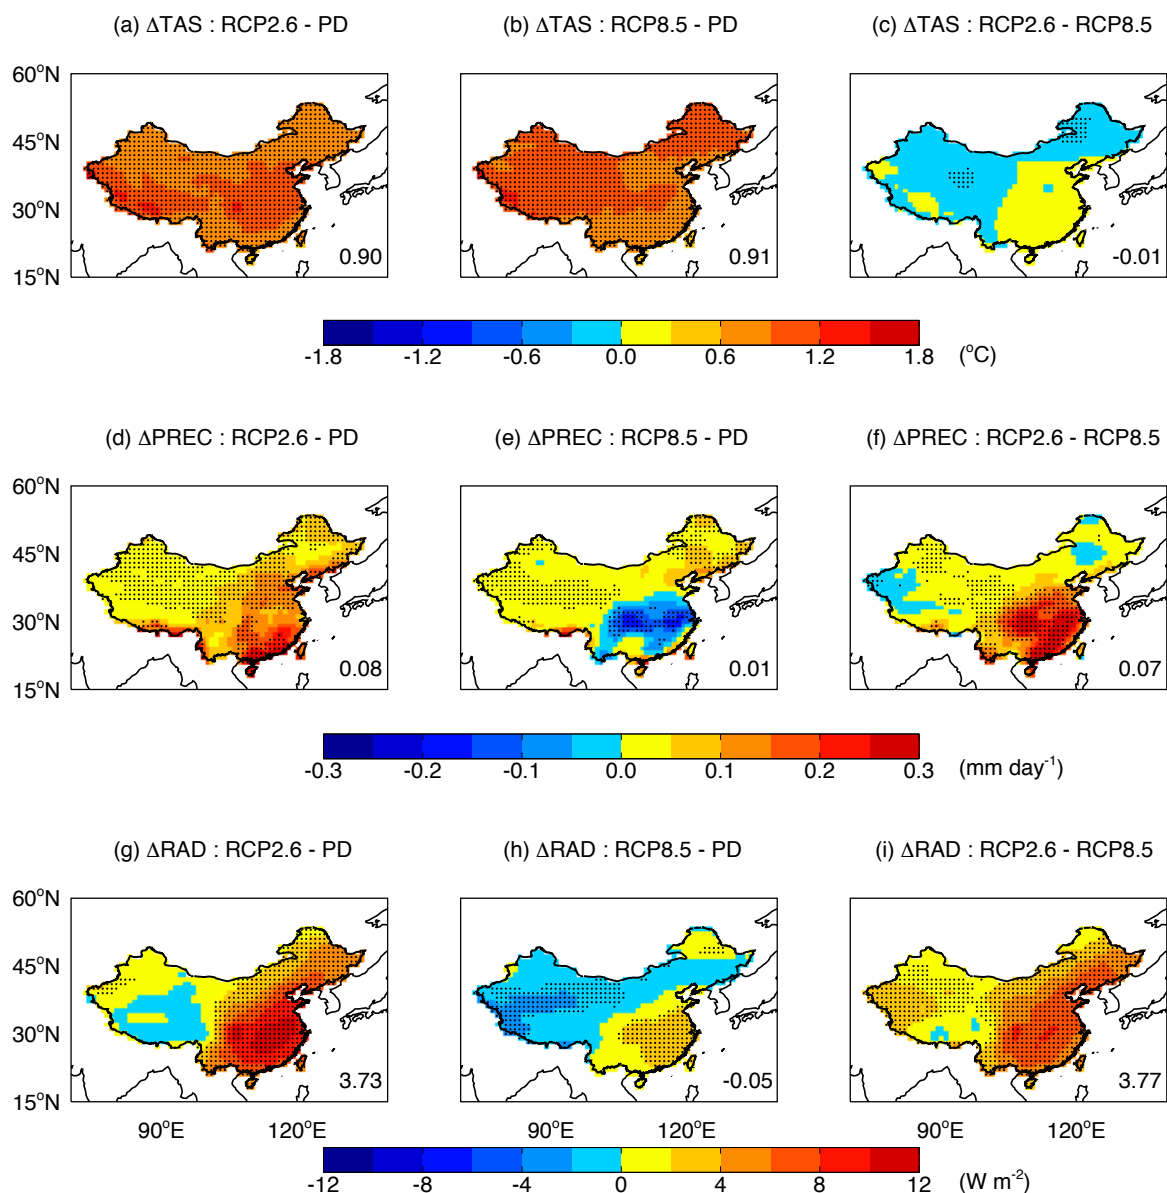 (a) ΔTAS : RCP2.6 - PD (b) ΔTAS : RCP8.5 - PD (c) ΔTAS : RCP2.6 - RCP8.5
60°N
45°N
30°N
15°N
0.90 0.91 -0.01
-1.8 -1.2 -0.6 0.0 0.6 1.2 1.8 (°C)
(d) ΔPREC : RCP2.6 - PD (e) ΔPREC : RCP8.5 - PD (f) ΔPREC : RCP2.6 - RCP8.5
60°N
45°N
30°N
15°N
0.08 0.01 0.07
-0.3 -0.2 -0.1 0.0 0.1 0.2 0.3 (mm day⁻¹)
(g) ΔRAD : RCP2.6 - PD (h) ΔRAD : RCP8.5 - PD (i) ΔRAD : RCP2.6 - RCP8.5
60°N
45°N
30°N
15°N
3.73 -0.05 3.77
90°E 120°E 90°E 120°E 90°E 120°E
-12 -8 -4 0 4 8 12 (W m⁻²)